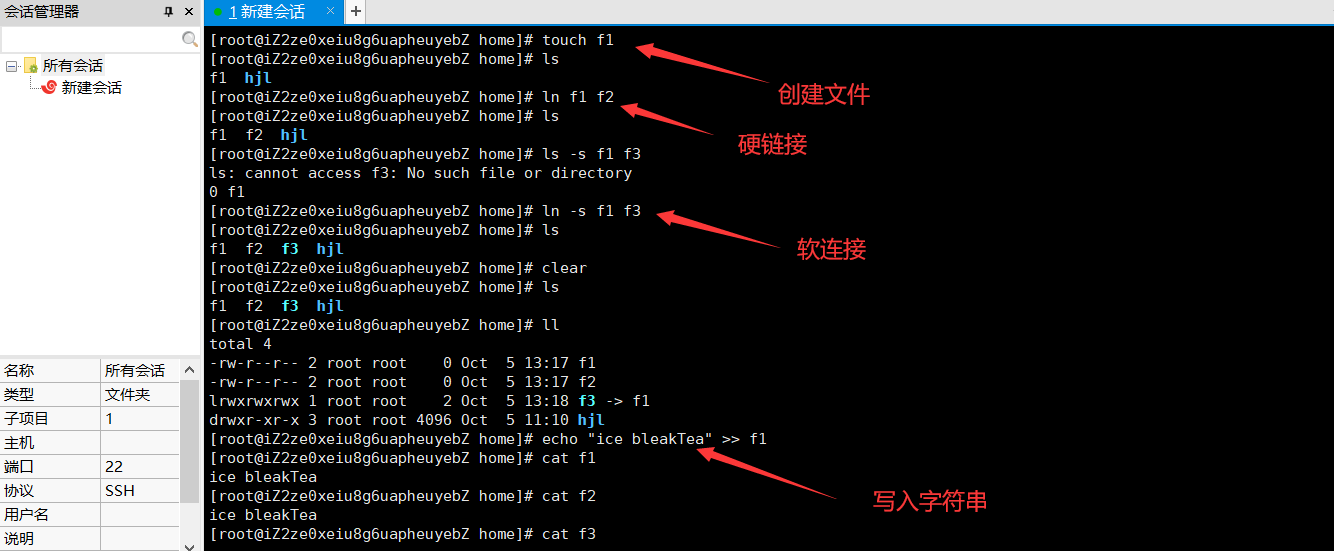 会话管理器
1 新建会话
所有会话
新建会话
名称 所有会话
类型 文件夹
子项目 1
主机
端口 22
协议 SSH
用户名
说明
[root@iZ2ze0xeiu8g6uapheuyebZ home]# touch f1
[root@iZ2ze0xeiu8g6uapheuyebZ home]# ls
f1  hjl
创建文件
[root@iZ2ze0xeiu8g6uapheuyebZ home]# ln f1 f2
[root@iZ2ze0xeiu8g6uapheuyebZ home]# ls
f1  f2  hjl
硬链接
[root@iZ2ze0xeiu8g6uapheuyebZ home]# ls -s f1 f3
ls: cannot access f3: No such file or directory
0 f1
[root@iZ2ze0xeiu8g6uapheuyebZ home]# ln -s f1 f3
[root@iZ2ze0xeiu8g6uapheuyebZ home]# ls
f1  f2  f3  hjl
软连接
[root@iZ2ze0xeiu8g6uapheuyebZ home]# clear
[root@iZ2ze0xeiu8g6uapheuyebZ home]# ls
f1  f2  f3  hjl
[root@iZ2ze0xeiu8g6uapheuyebZ home]# ll
total 4
-rw-r--r-- 2 root root    0 Oct  5 13:17 f1
-rw-r--r-- 2 root root    0 Oct  5 13:17 f2
lrwxrwxrwx 1 root root    2 Oct  5 13:18 f3 -> f1
drwxr-xr-x 3 root root 4096 Oct  5 11:10 hjl
[root@iZ2ze0xeiu8g6uapheuyebZ home]# echo "ice bleakTea" >> f1
[root@iZ2ze0xeiu8g6uapheuyebZ home]# cat f1
ice bleakTea
[root@iZ2ze0xeiu8g6uapheuyebZ home]# cat f2
写入字符串
ice bleakTea
[root@iZ2ze0xeiu8g6uapheuyebZ home]# cat f3